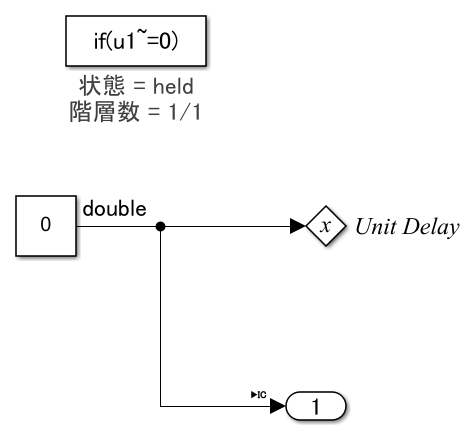 if(u1~=0)
状態 = held
階層数 = 1/1
0
double
x
Unit Delay
IC
1